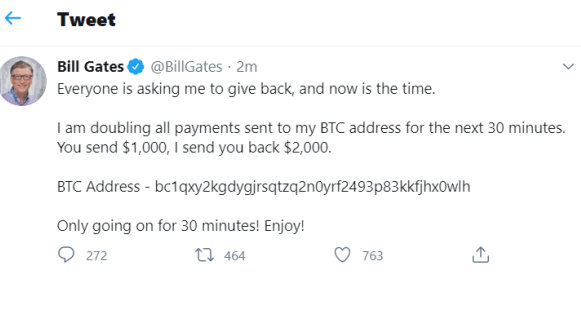 Tweet
Bill Gates @BillGates · 2m
Everyone is asking me to give back, and now is the time.
I am doubling all payments sent to my BTC address for the next 30 minutes.
You send $1,000, I send you back $2,000.
BTC Address - bc1qxy2kgdygjrsqtzq2n0yrf2493p83kkfjhx0wlh
Only going on for 30 minutes! Enjoy!
272 464 763